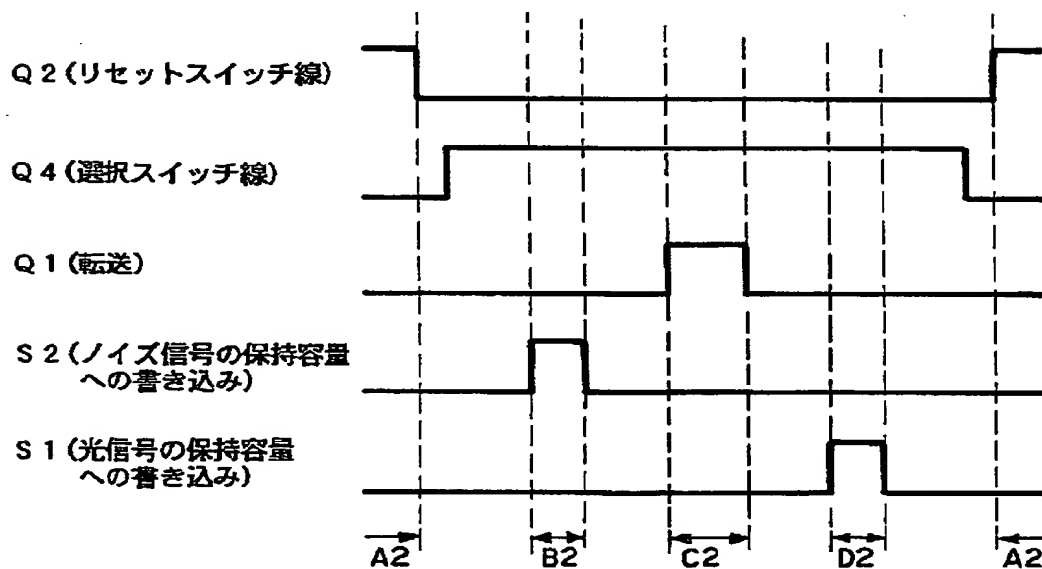 Q2(リセットスイッチ線)
Q4(選択スイッチ線)
Q1(転送)
S2(ノイズ信号の保持容量
への書き込み)
S1(光信号の保持容量
への書き込み)
A2 B2 C2 D2 A2